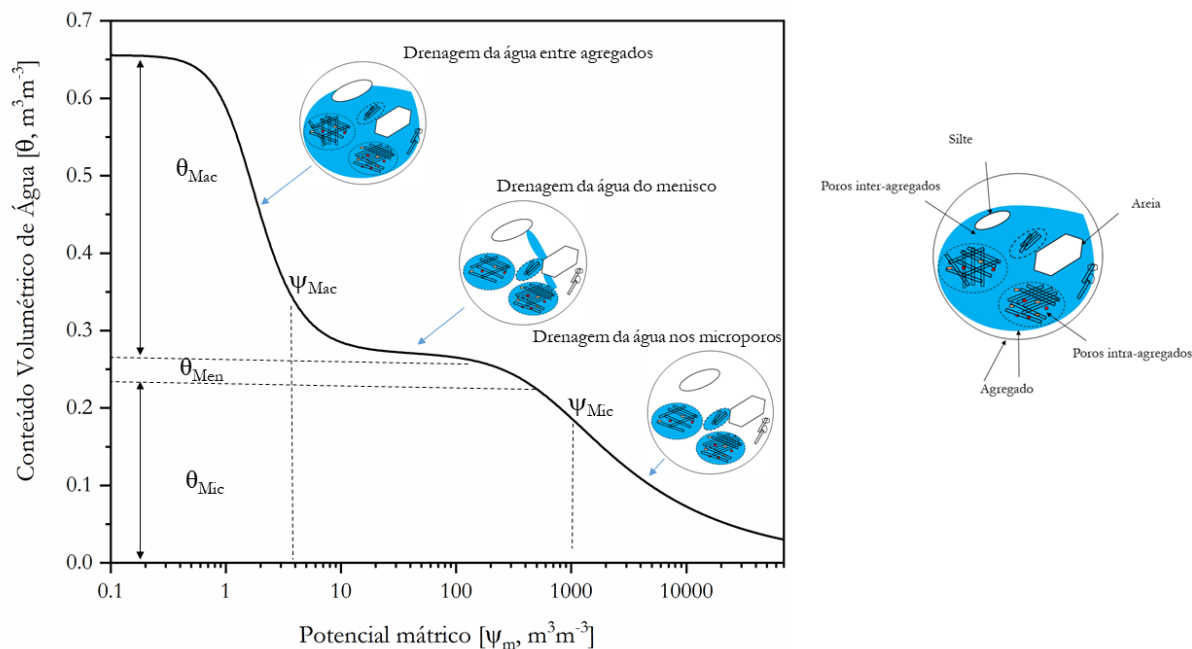 0.7
0.6
0.5
0.4
0.3
0.2
0.1
0.0
Conteúdo Volumétrico de Água [θ, m³m⁻³]
Drenagem da água entre agregados
θMac
Drenagem da água do menisco
ψMac
Drenagem da água nos microporos
θMen
ψMic
θMic
0.1
1
10
100
1000
10000
Potencial mátrico [ψm, m³m⁻³]
Silte
Poros inter-agregados
Areia
Poros intra-agregados
Agregado